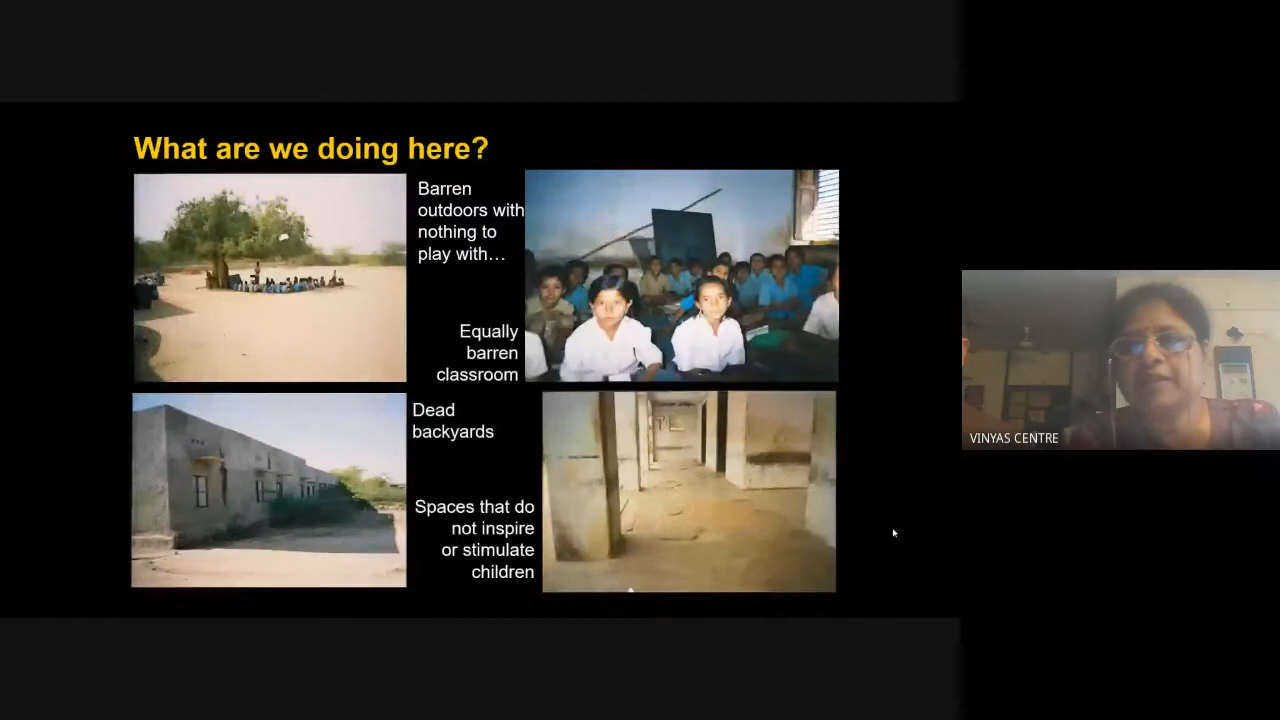 What are we doing here?
Barren
outdoors with
nothing to
play with…
Equally
barren
classroom
Dead
backyards
Spaces that do
not inspire
or stimulate
children
VINYAS CENTRE